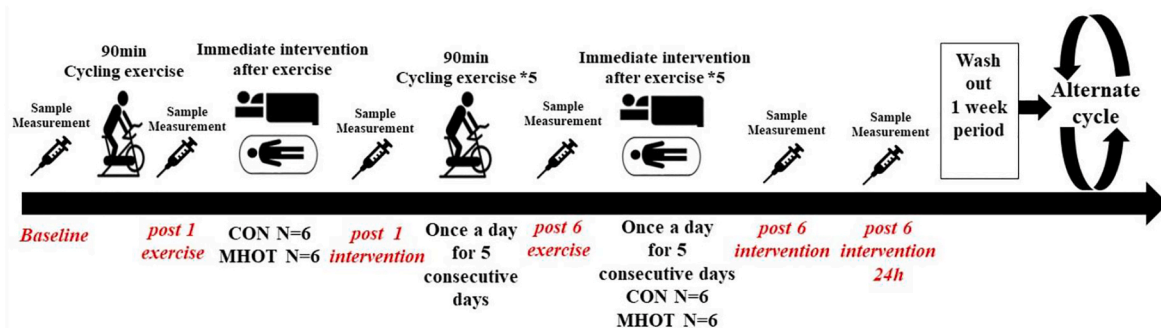 90min
Cycling exercise
Immediate intervention
after exercise
90min
Cycling exercise *5
Immediate intervention
after exercise *5
Wash
out
1 week
period
Alternate
cycle
Sample
Measurement
Sample
Measurement
Sample
Measurement
Sample
Measurement
Sample
Measurement
Sample
Measurement
Baseline
post 1
exercise
CON N=6
MHOT N=6
post 1
intervention
Once a day
for 5
consecutive
days
post 6
exercise
Once a day
for 5
consecutive days
CON N=6
MHOT N=6
post 6
intervention
post 6
intervention
24h